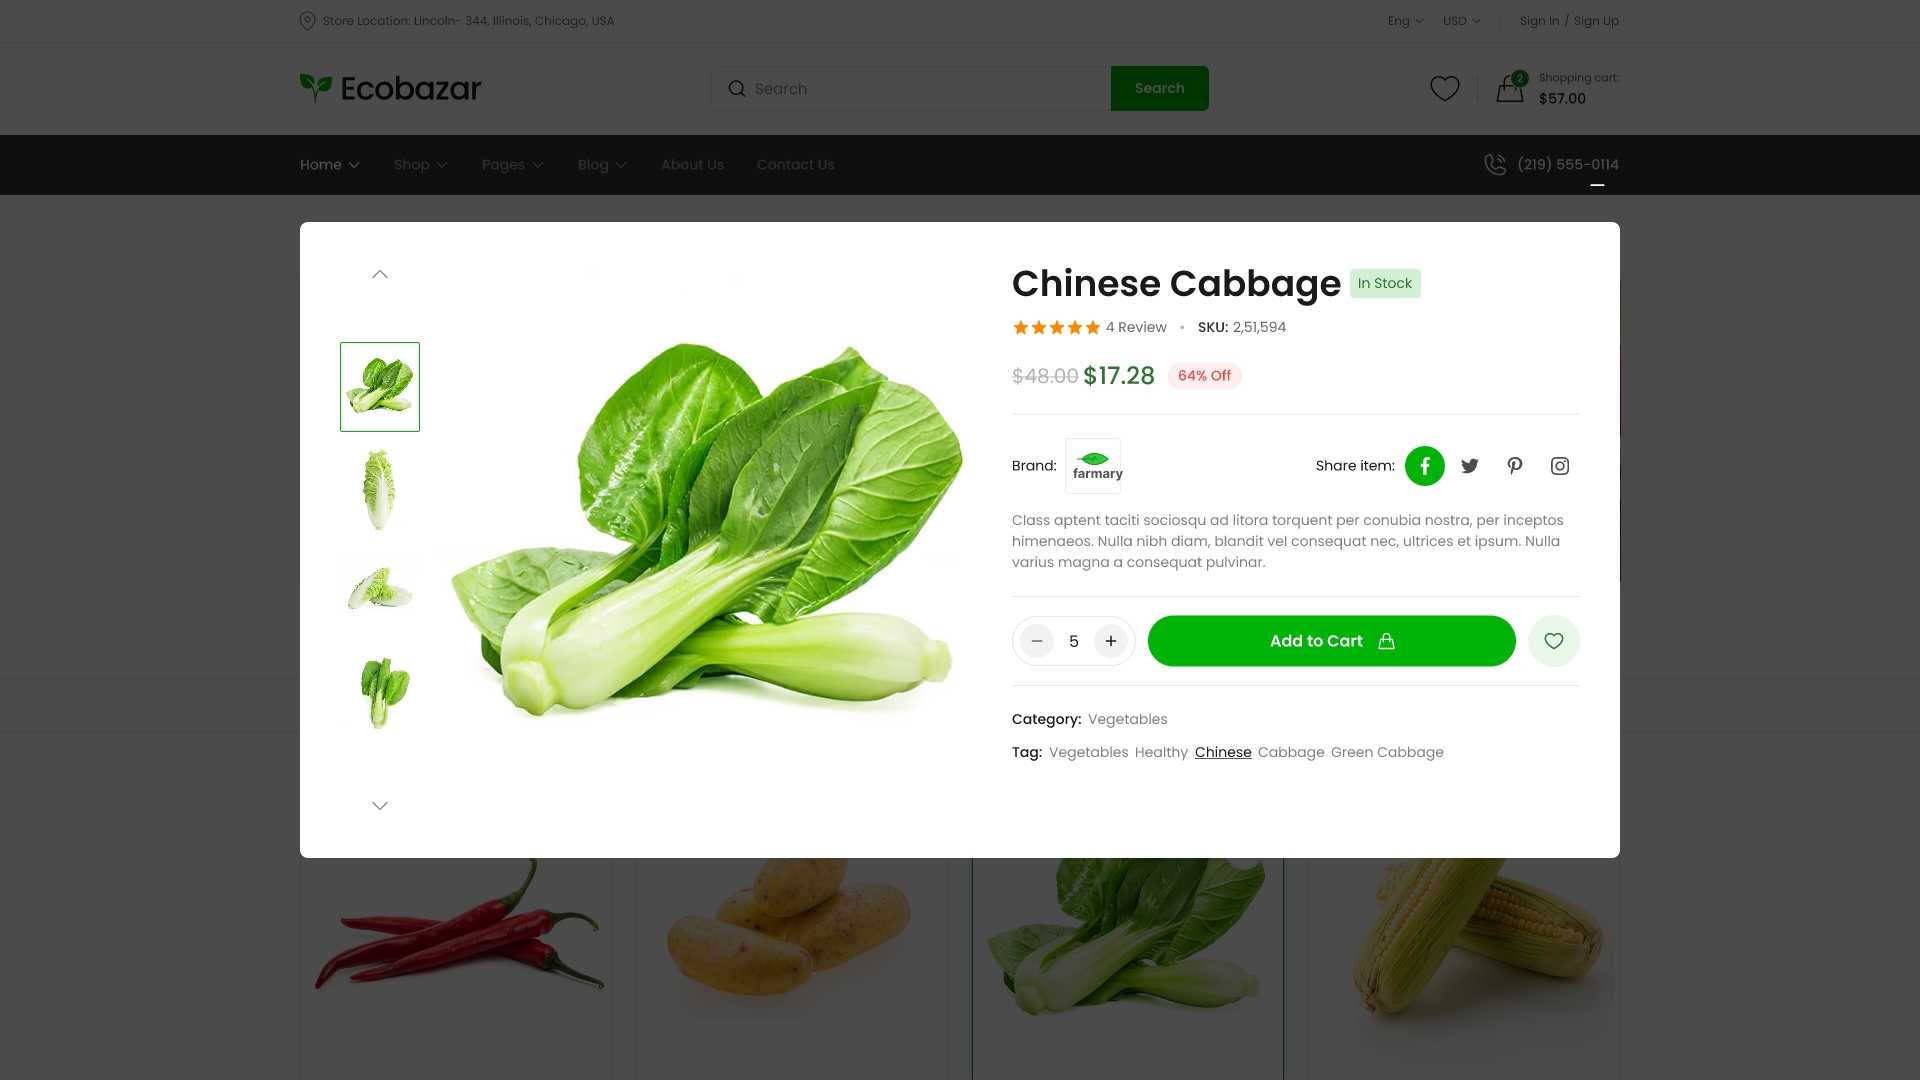 Store Location: Lincoln- 344, Illinois, Chicago, USA
Eng
USD
Sign In / Sign Up
Ecobazar
Search
Search
2
Shopping cart:
$57.00
Home
Shop
Pages
Blog
About Us
Contact Us
(219) 555-0114
Chinese Cabbage
In Stock
4 Review • SKU: 2,51,594
$48.00 $17.28 64% Off
Brand:
farmary
Share item:
Class aptent taciti sociosqu ad litora torquent per conubia nostra, per inceptos
himenaeos. Nulla nibh diam, blandit vel consequat nec, ultrices et ipsum. Nulla
varius magna a consequat pulvinar.
5
Add to Cart
Category: Vegetables
Tag: Vegetables Healthy Chinese Cabbage Green Cabbage